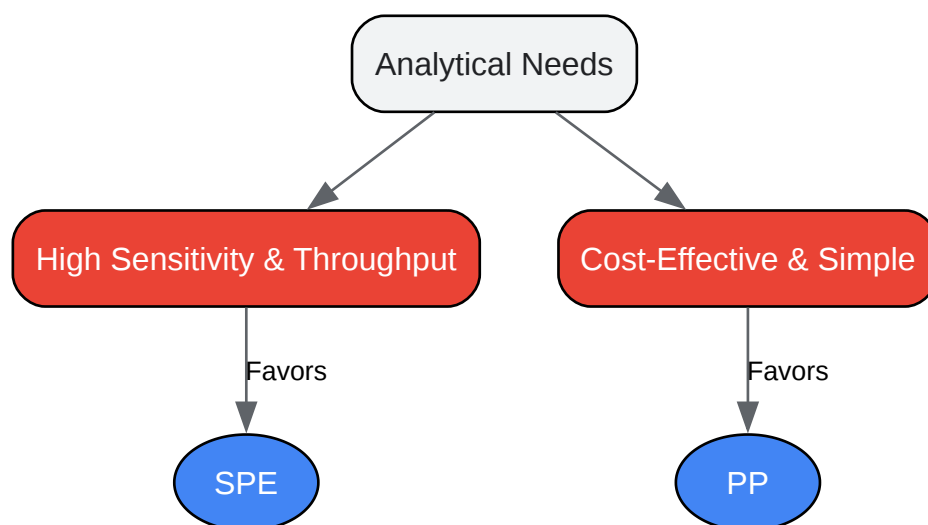 Analytical Needs
High Sensitivity & Throughput
Cost-Effective & Simple
Favors
Favors
SPE
PP